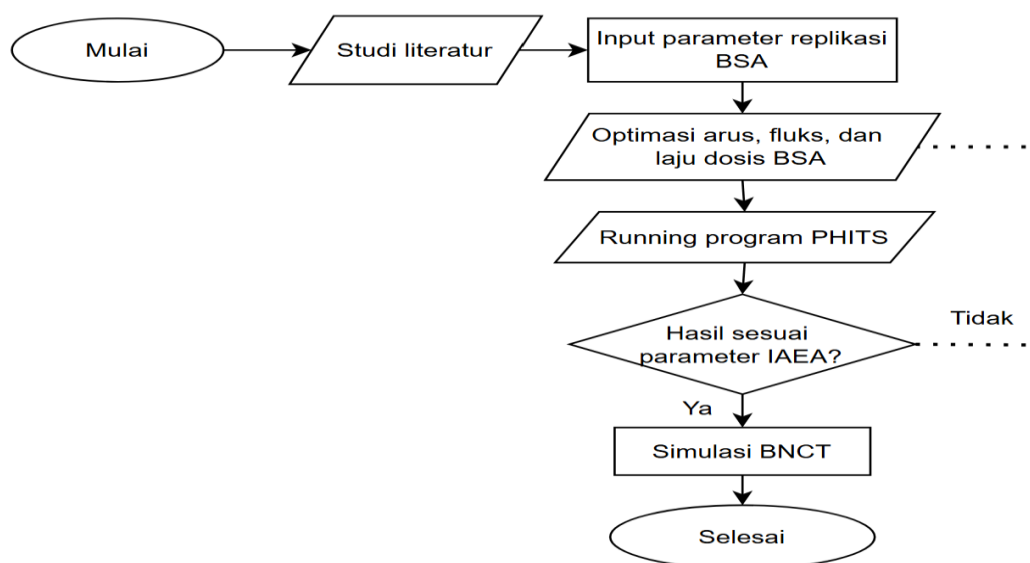 Mulai
Studi literatur
Input parameter replikasi
BSA
Optimasi arus, fluks, dan
laju dosis BSA
Running program PHITS
Hasil sesuai
parameter IAEA?
Tidak
Ya
Simulasi BNCT
Selesai